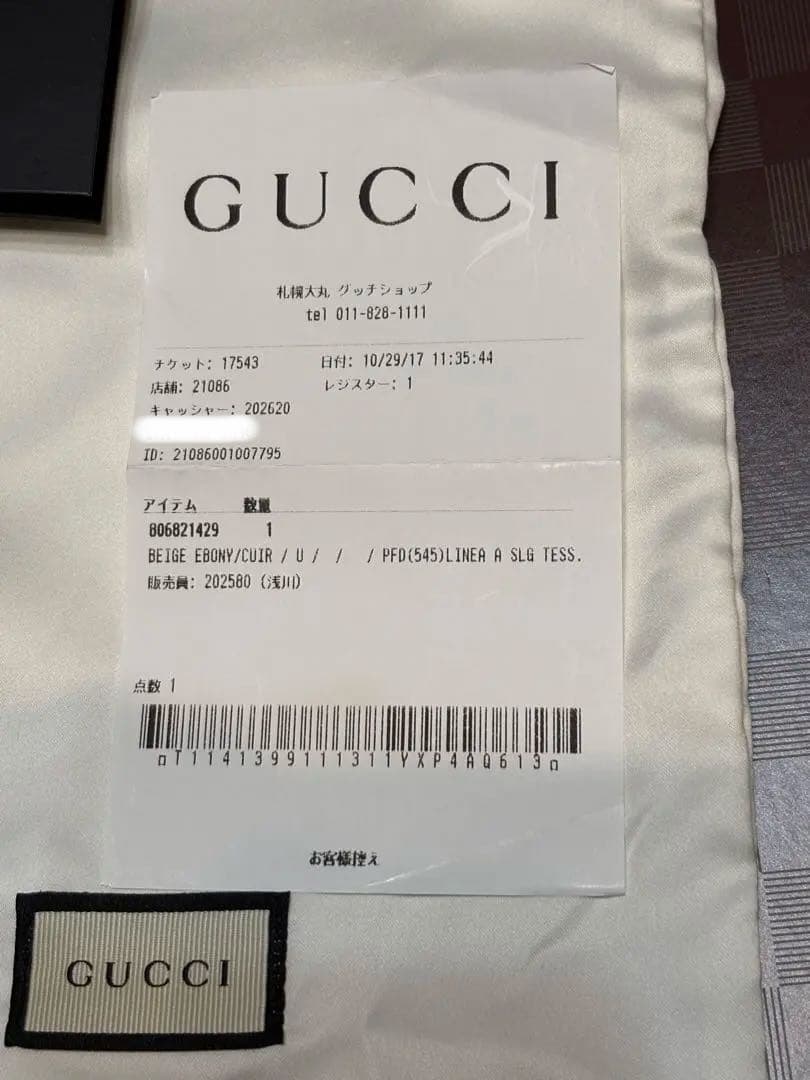 GUCCI
札幌大丸 グッチショップ
tel 011-828-1111
チケット: 17543 日付: 10/29/17 11:35:44
店舗: 21086 レジスター: 1
キャッシャー: 202620
ID: 21086001007795
アイテム 数量
806821429 1
BEIGE EBONY/CUIR / U / / / PFD(545)LINEA A SLG TESS.
販売員: 202580 (浅川)
点数 1
T1141399111311YXP4AQ613
お客様控え
GUCCI